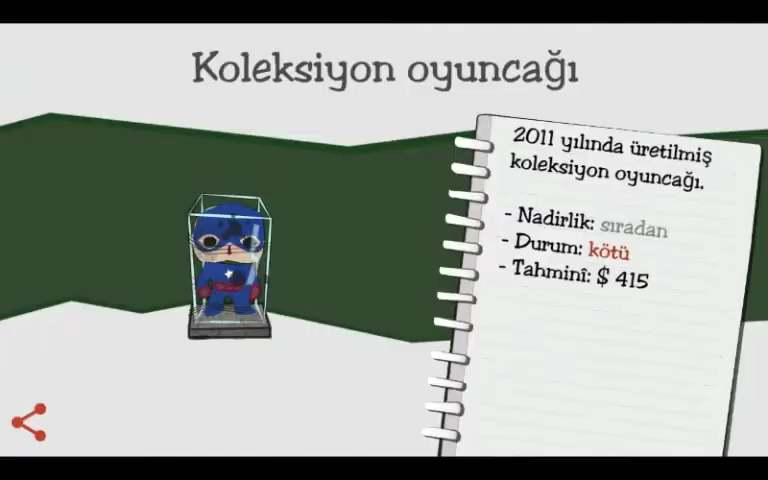 Koleksiyon oyuncağı
2011 yılında üretilmiş
koleksiyon oyuncağı.
- Nadirlik: sıradan
- Durum: kötü
- Tahminî: $ 415